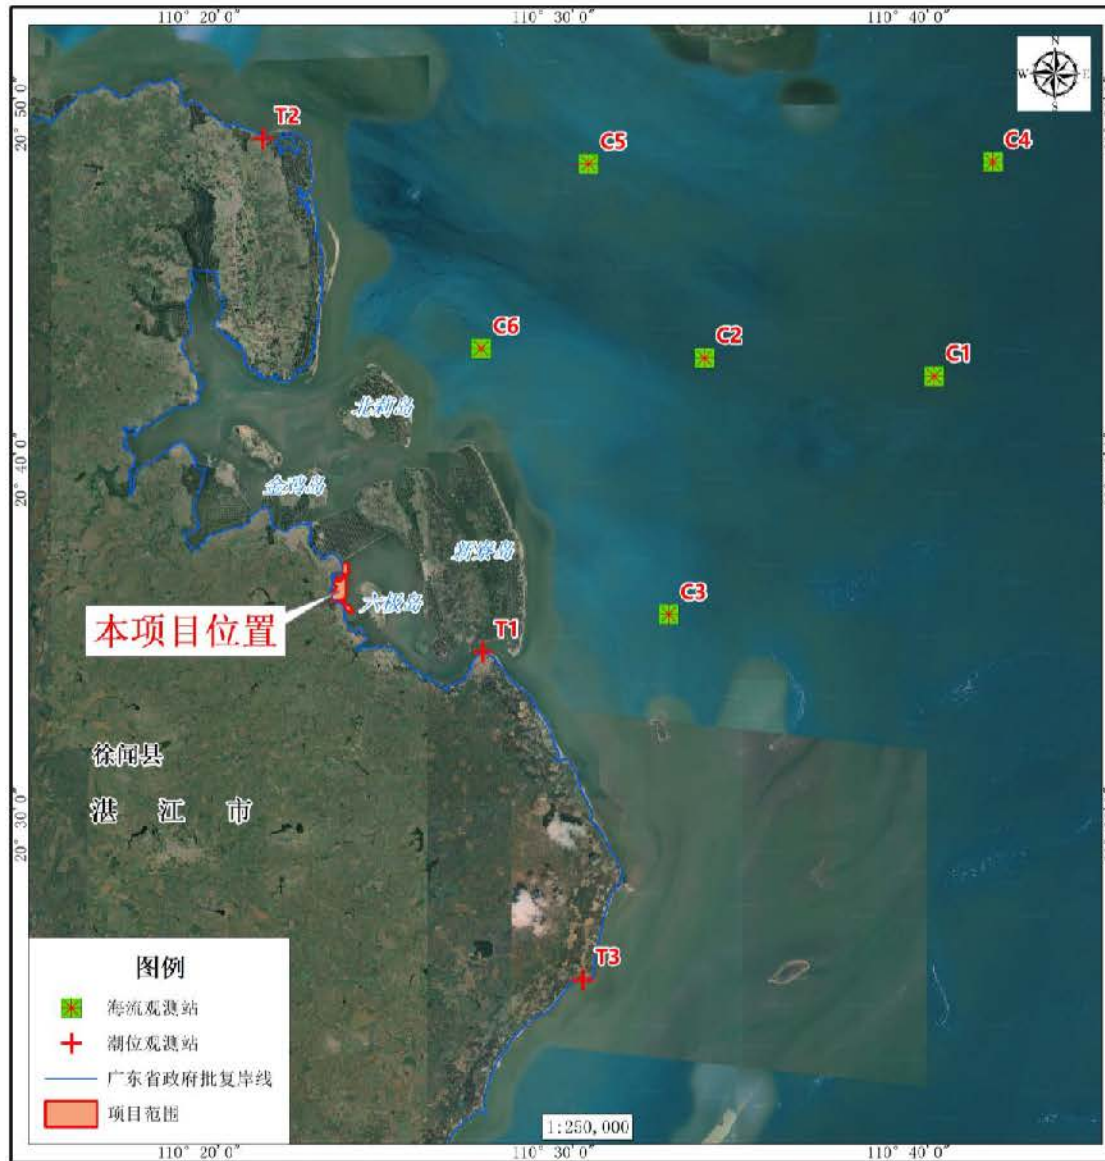 110° 20′0″ 110° 30′0″ 110° 40′0″
N
W E
S
20° 50′0″
T2
C5
C4
C6
C2
C1
北莉岛
20° 40′0″
金鸡岛
新寮岛
六极岛
C3
本项目位置
T1
徐闻县
湛 江 市
20° 30′0″
T3
图例
海流观测站
潮位观测站
广东省政府批复岸线
项目范围
1:250,000
110° 20′0″ 110° 30′0″ 110° 40′0″